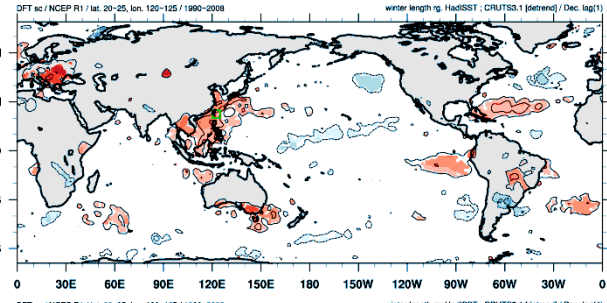 DFT sc / NCEP R1 / lat. 20-25, lon. 120-125 / 1990-2008
winter length rg. HadISST ; CRUTS3.1 [detrend] / Dec. lag(1)
0 30E 60E 90E 120E 150E 180 150W 120W 90W 60W 30W 0